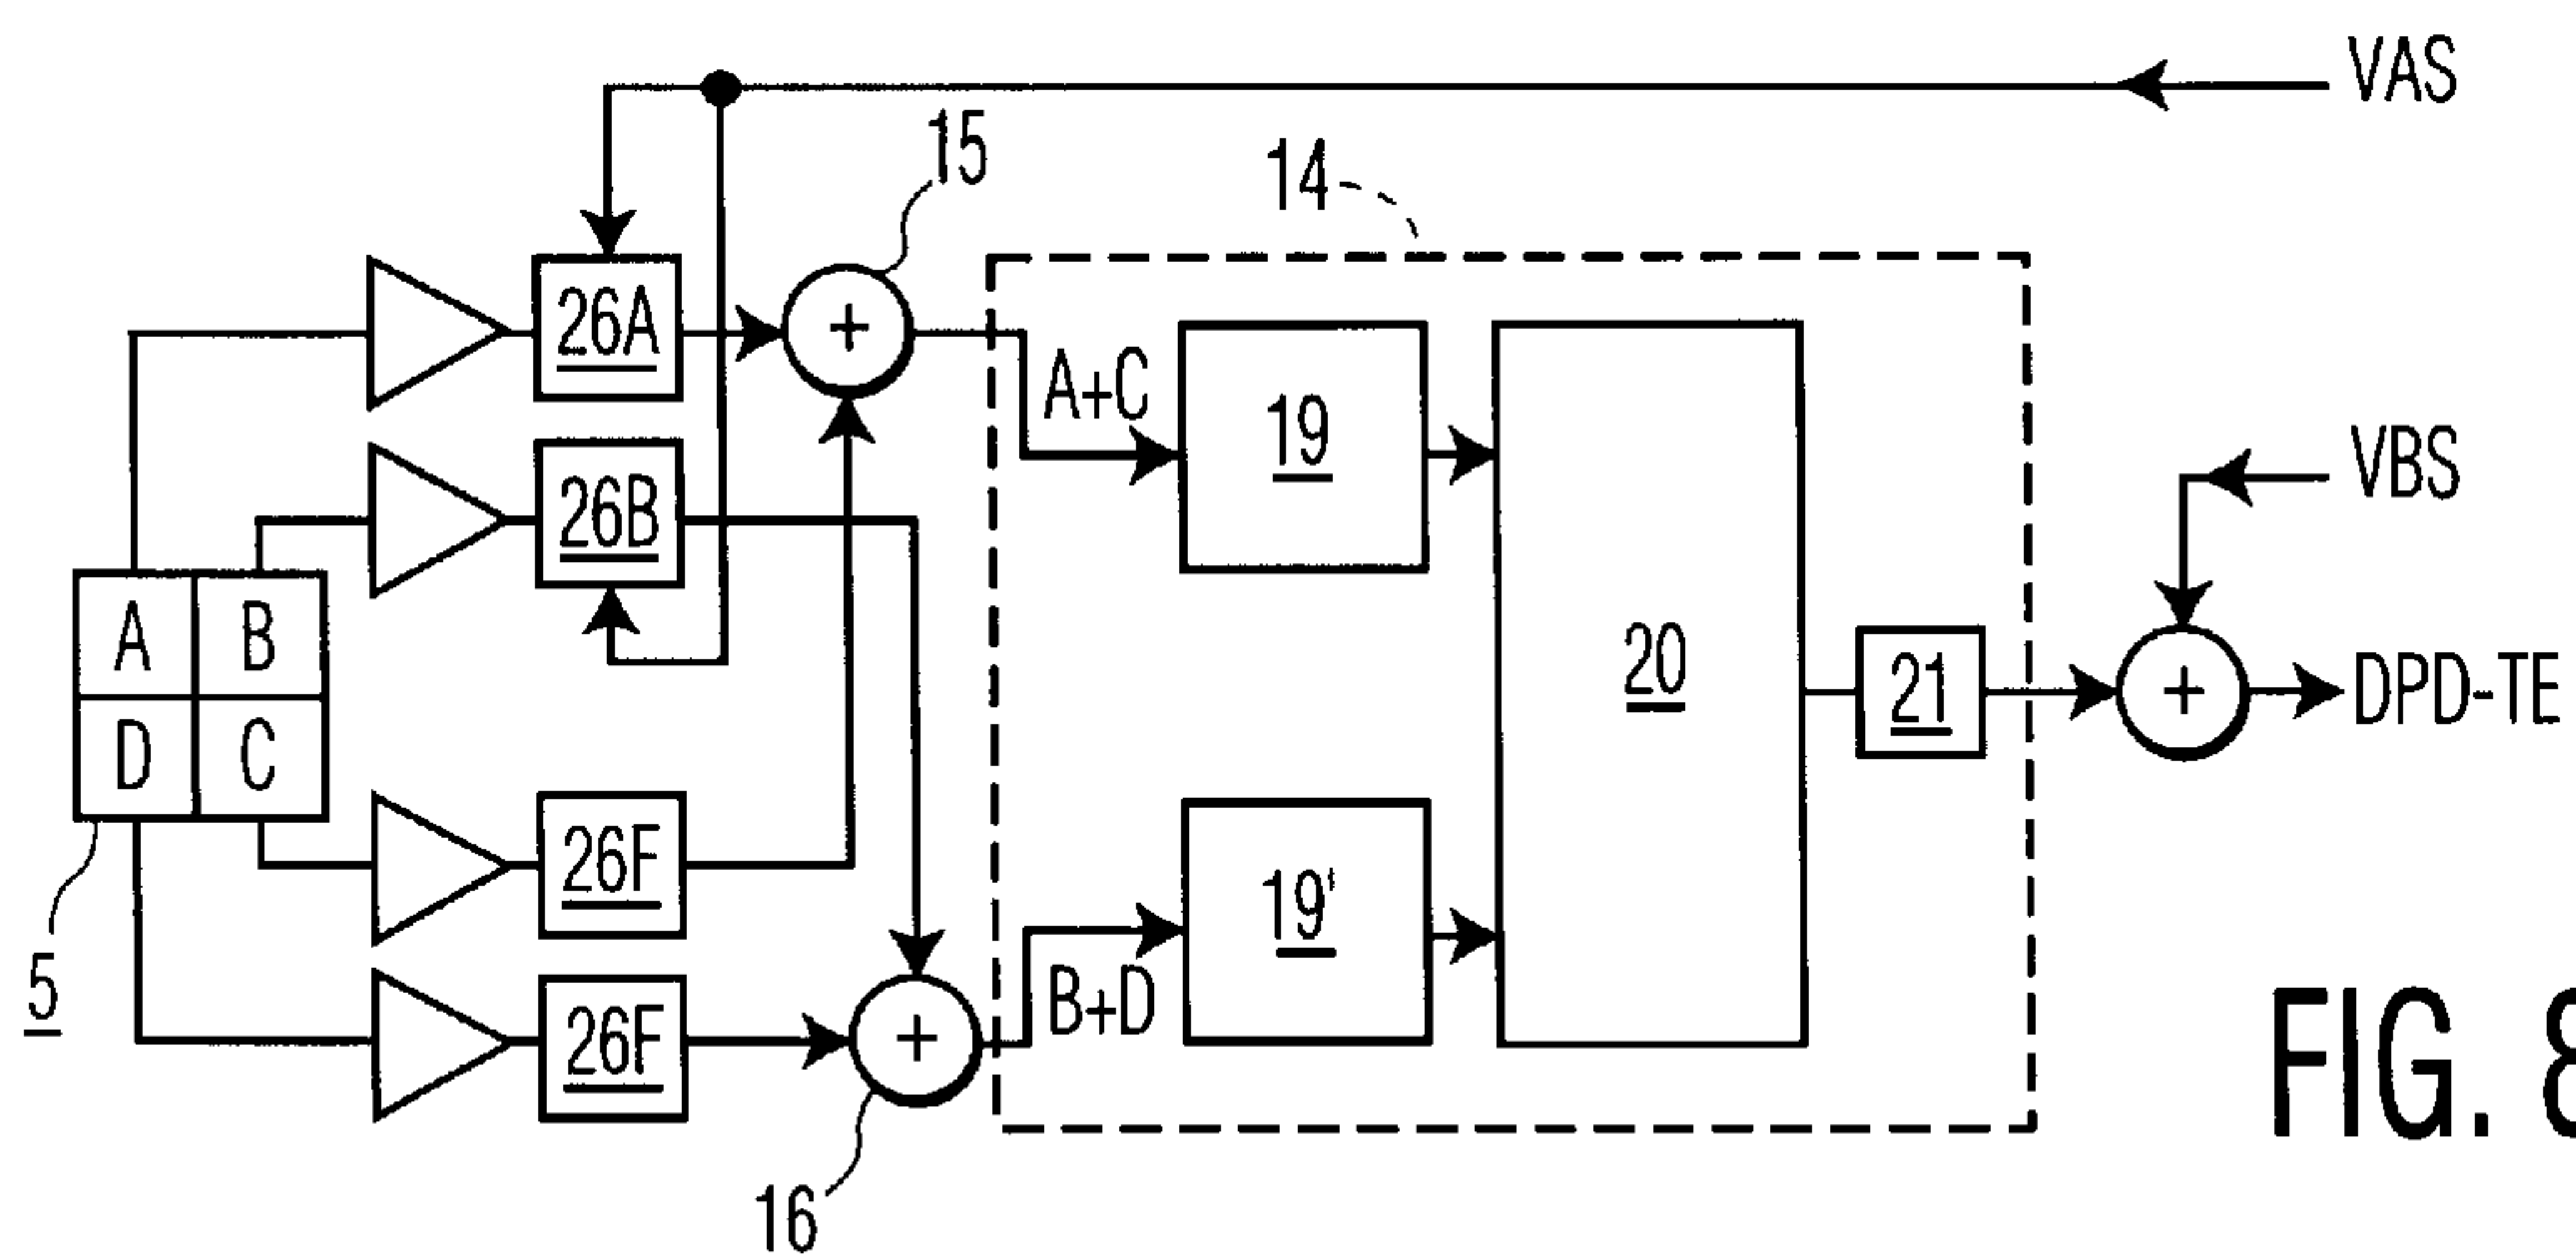 VAS
15
14
26A
A+C
19
VBS
26B
A B
20
21
DPD-TE
D C
26F
19'
5
B+D
26F
FIG. 8
16